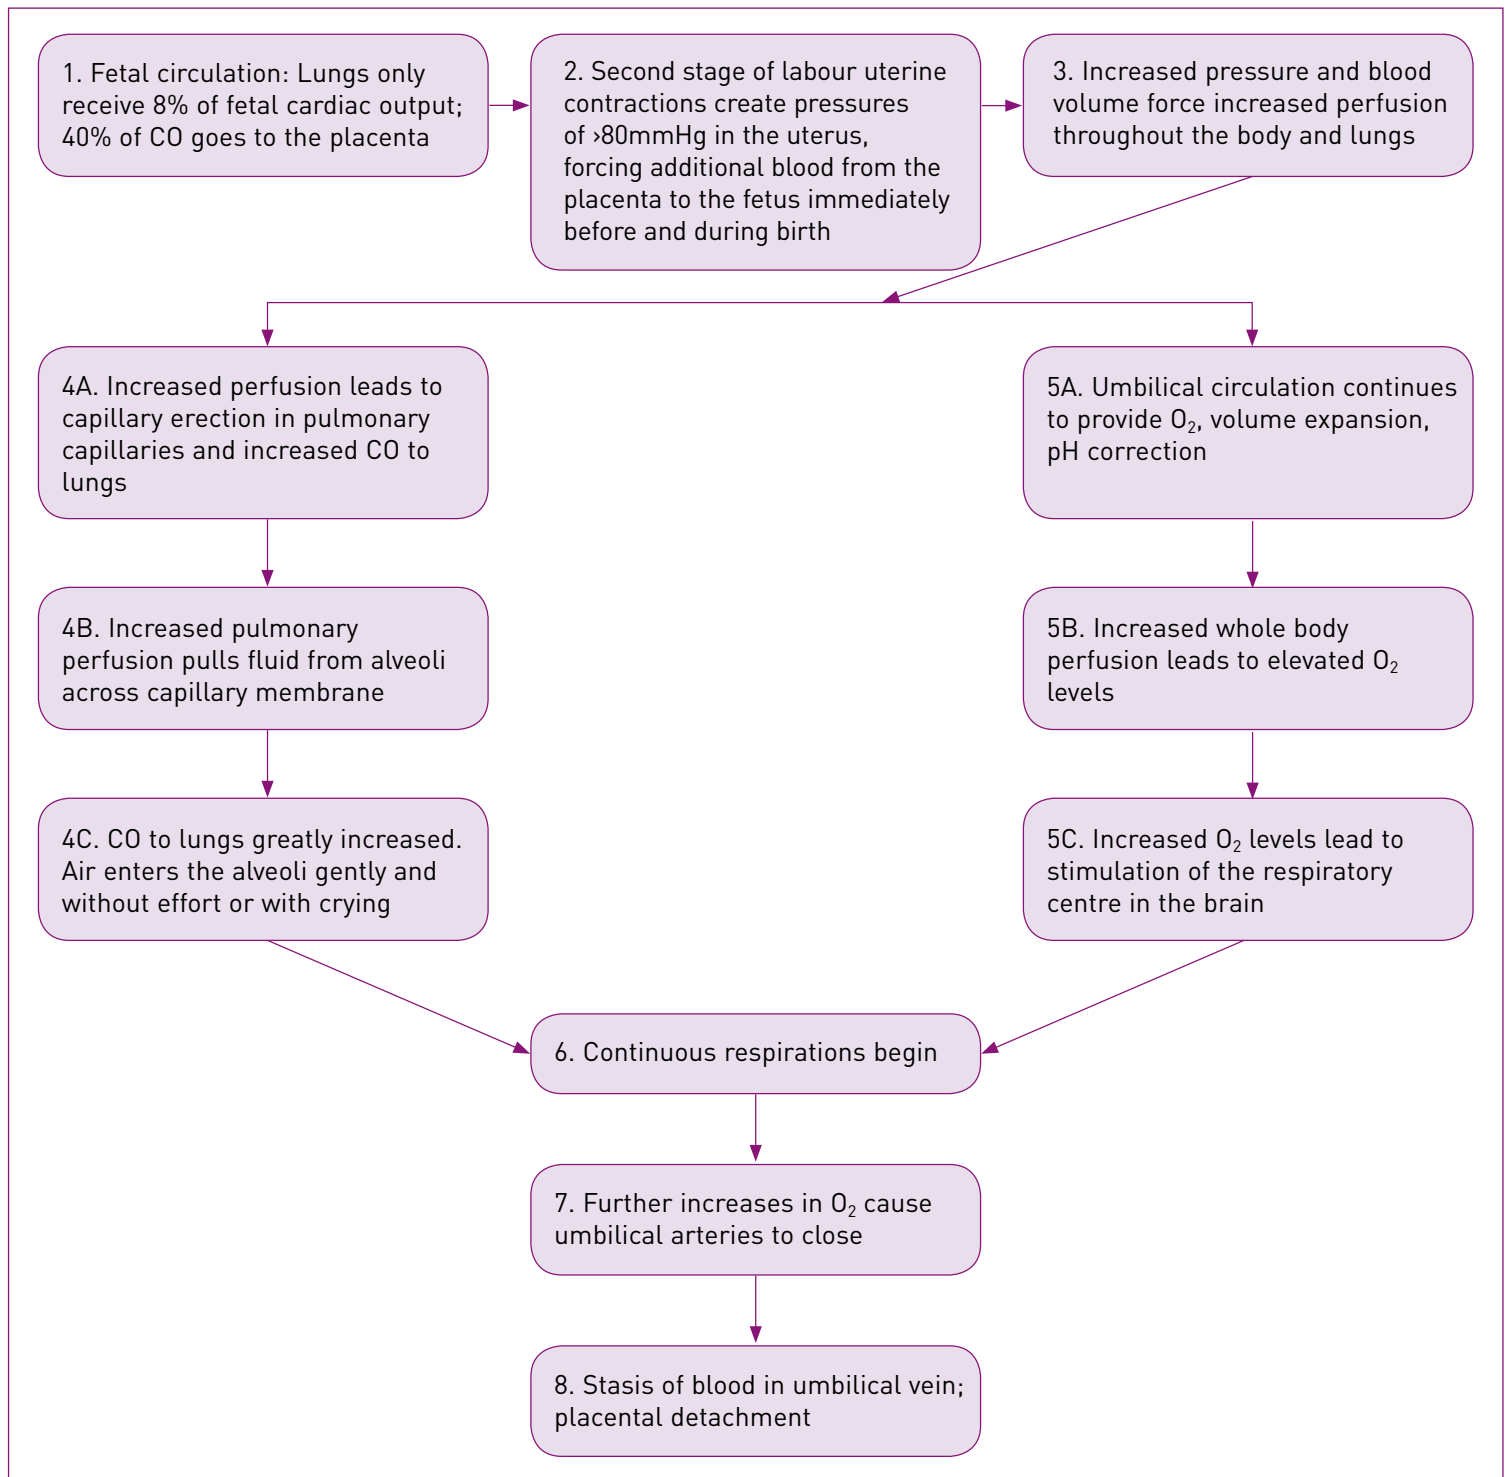 1. Fetal circulation: Lungs only
receive 8% of fetal cardiac output;
40% of CO goes to the placenta
2. Second stage of labour uterine
contractions create pressures
of ›80mmHg in the uterus,
forcing additional blood from the
placenta to the fetus immediately
before and during birth
3. Increased pressure and blood
volume force increased perfusion
throughout the body and lungs
4A. Increased perfusion leads to
capillary erection in pulmonary
capillaries and increased CO to
lungs
5A. Umbilical circulation continues
to provide O₂, volume expansion,
pH correction
4B. Increased pulmonary
perfusion pulls fluid from alveoli
across capillary membrane
5B. Increased whole body
perfusion leads to elevated O₂
levels
4C. CO to lungs greatly increased.
Air enters the alveoli gently and
without effort or with crying
5C. Increased O₂ levels lead to
stimulation of the respiratory
centre in the brain
6. Continuous respirations begin
7. Further increases in O₂ cause
umbilical arteries to close
8. Stasis of blood in umbilical vein;
placental detachment